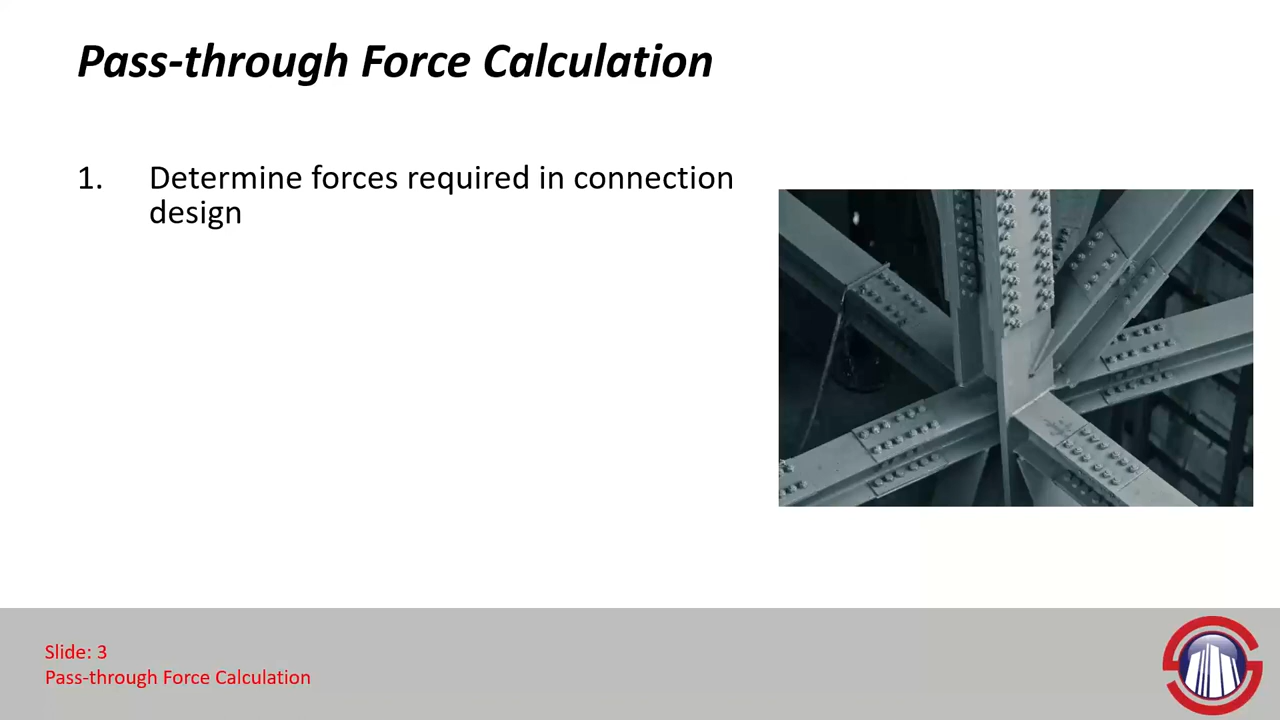 Pass-through Force Calculation
1. Determine forces required in connection
design
Slide: 3
Pass-through Force Calculation